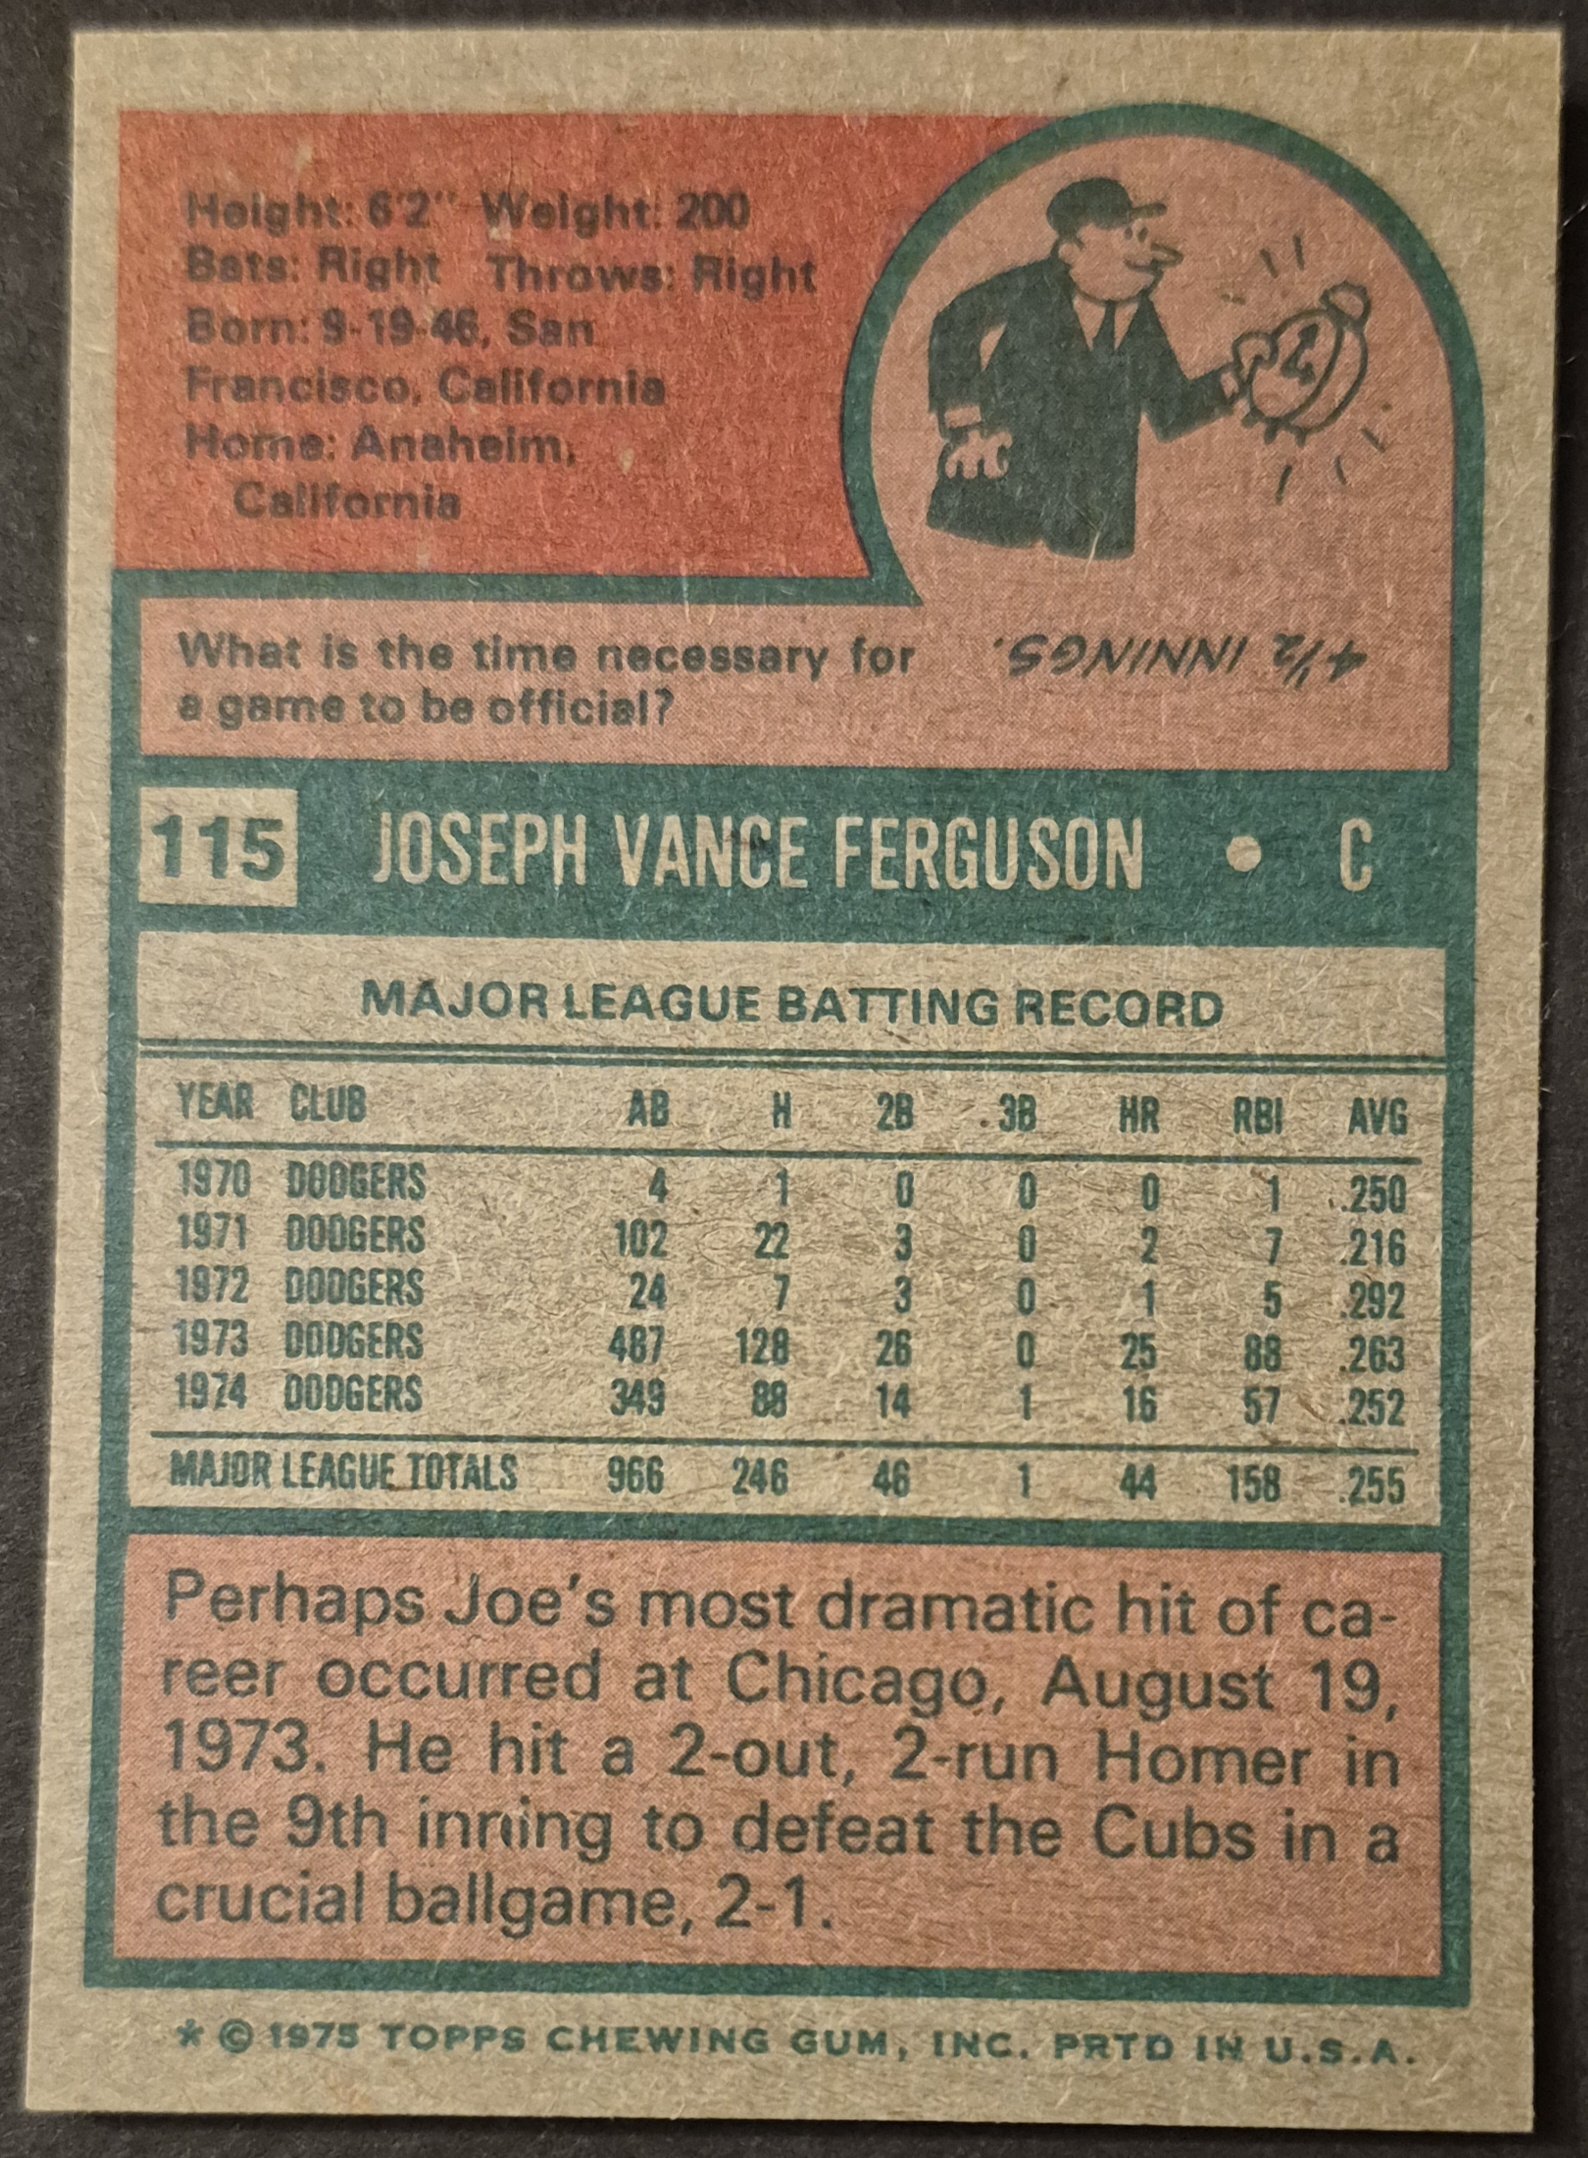 Height: 6'2" Weight: 200
Bats: Right Throws: Right
Born: 9-19-46, San
Francisco, California
Home: Anaheim,
California
What is the time necessary for
a game to be official?
4½ INNINGS.
115 JOSEPH VANCE FERGUSON • C
MAJOR LEAGUE BATTING RECORD
YEAR CLUB AB H 2B 3B HR RBI AVG
1970 DODGERS 4 1 0 0 0 1 .250
1971 DODGERS 102 22 3 0 2 7 .216
1972 DODGERS 24 7 3 0 1 5 .292
1973 DODGERS 487 128 26 0 25 88 .263
1974 DODGERS 349 88 14 1 16 57 .252
MAJOR LEAGUE TOTALS 966 246 46 1 44 158 .255
Perhaps Joe's most dramatic hit of ca-
reer occurred at Chicago, August 19,
1973. He hit a 2-out, 2-run Homer in
the 9th inning to defeat the Cubs in a
crucial ballgame, 2-1.
* © 1975 TOPPS CHEWING GUM, INC. PRTD IN U.S.A.